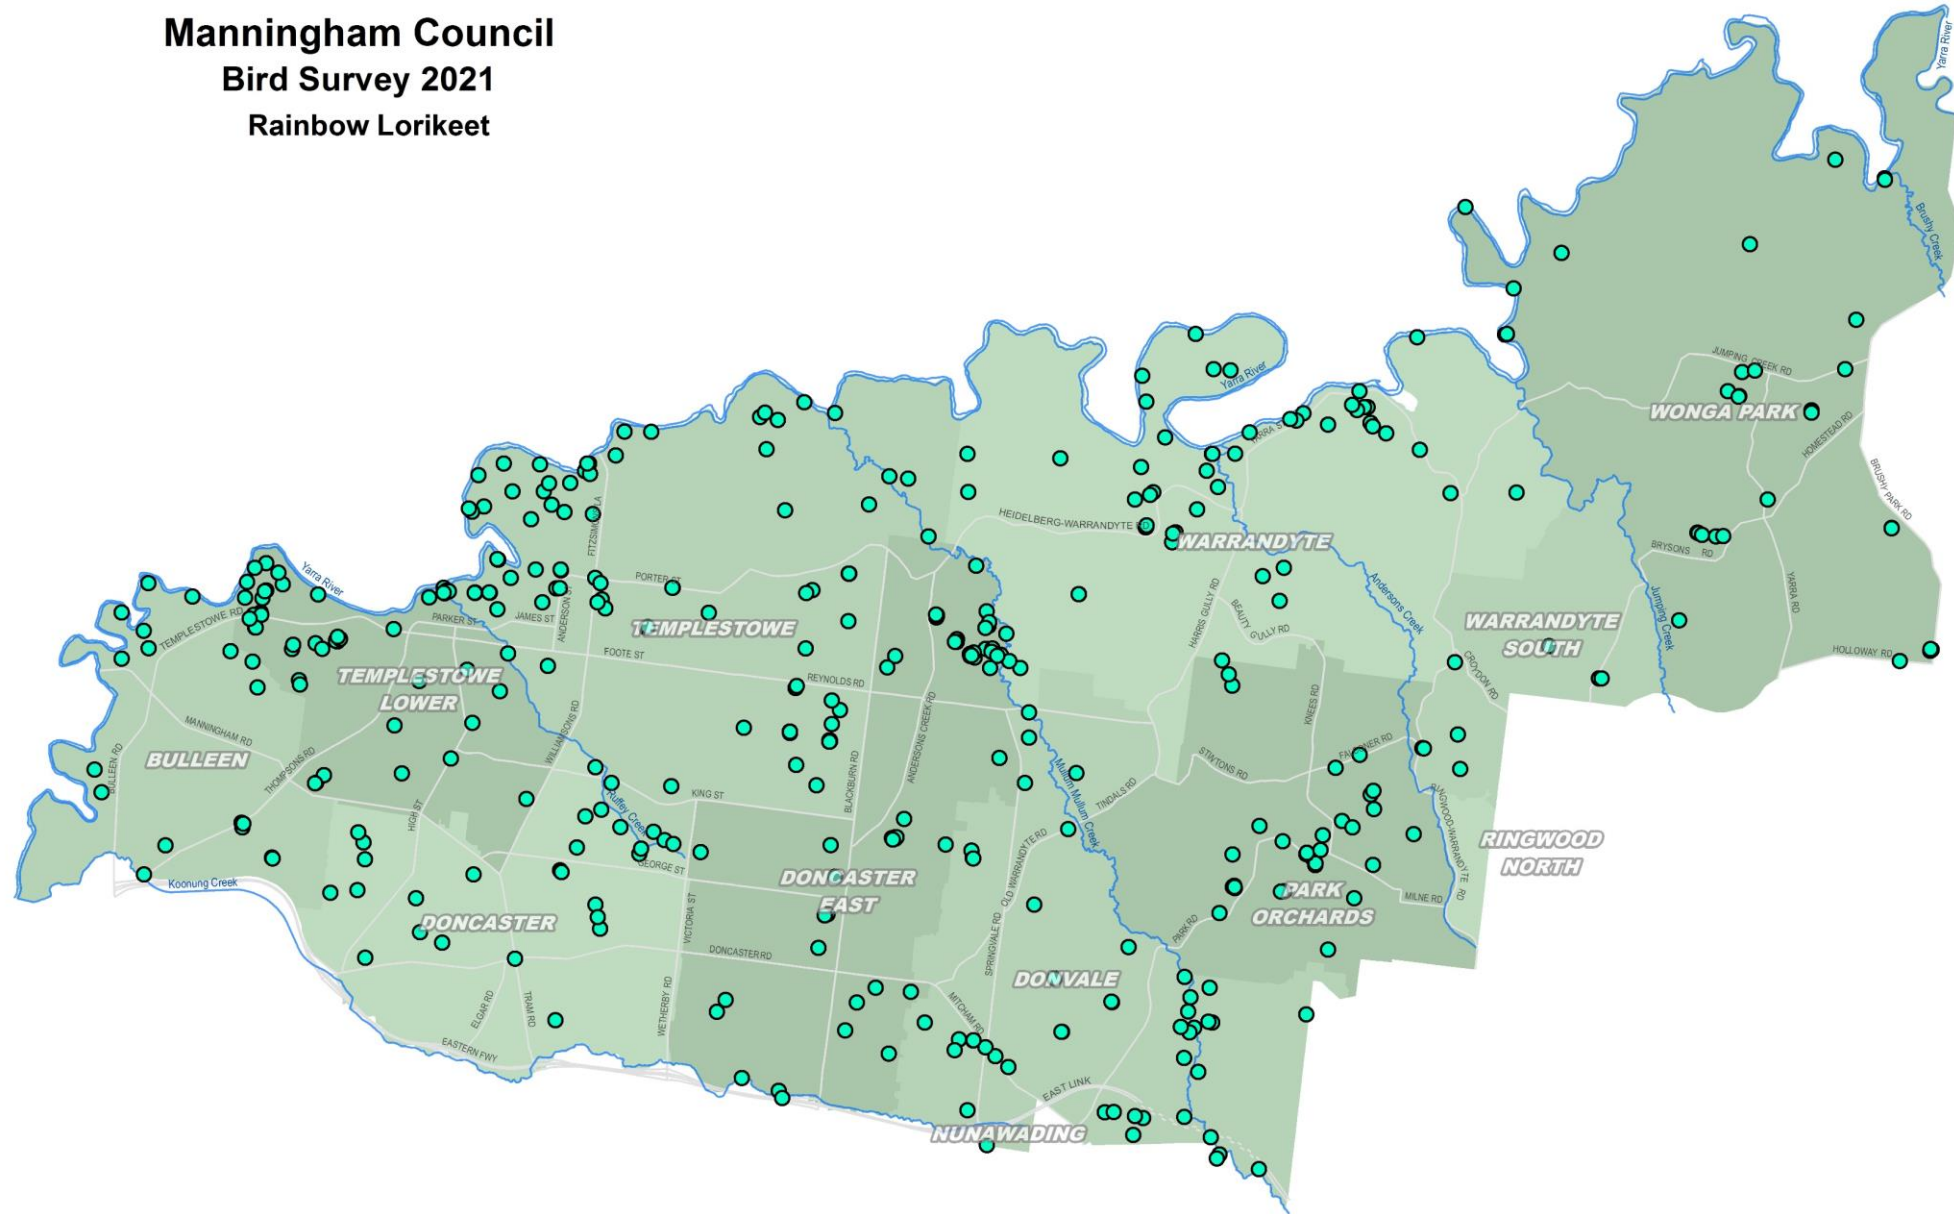 Manningham Council
Bird Survey 2021
Rainbow Lorikeet
Yarra River
Brushy Creek
JUMPING CREEK RD
WONGA PARK
HOMESTEAD RD
BRUSHY PARK RD
BRYSONS RD
YARRA RD
HOLLOWAY RD
Jumping Creek
Yarra River
YARRA S
HEIDELBERG-WARRANDYTE RD
WARRANDYTE
Andersons Creek
HARRIS GULLY RD
BEAUTY GULLY RD
WARRANDYTE
SOUTH
CROYDON RD
FITZSIMONS LA
PORTER ST
Yarra River
TEMPLESTOWE RD
PARKER ST
JAMES ST
ANDERSON ST
TEMPLESTOWE
FOOTE ST
REYNOLDS RD
TEMPLESTOWE
LOWER
KNEES RD
STINTONS RD
FALCONER RD
MANNINGHAM RD
BULLEEN
BULLEEN RD
THOMPSONS RD
WILLIAMSONS RD
ANDERSONS CREEK RD
BLACKBURN RD
Mullum Mullum Creek
TINDALS RD
RINGWOOD-WARRANDYTE RD
HIGH ST
KING ST
Ruffey Creek
OLD WARRANDYTE RD
RINGWOOD
NORTH
GEORGE ST
Koonung Creek
DONCASTER
EAST
PARK
ORCHARDS
MILNE RD
DONCASTER
VICTORIA ST
PARK RD
DONCASTER RD
SPRINGVALE RD
DONVALE
ELGAR RD
TRAM RD
WETHERBY RD
MITCHAM RD
EASTERN FWY
EAST LINK
NUNAWADING